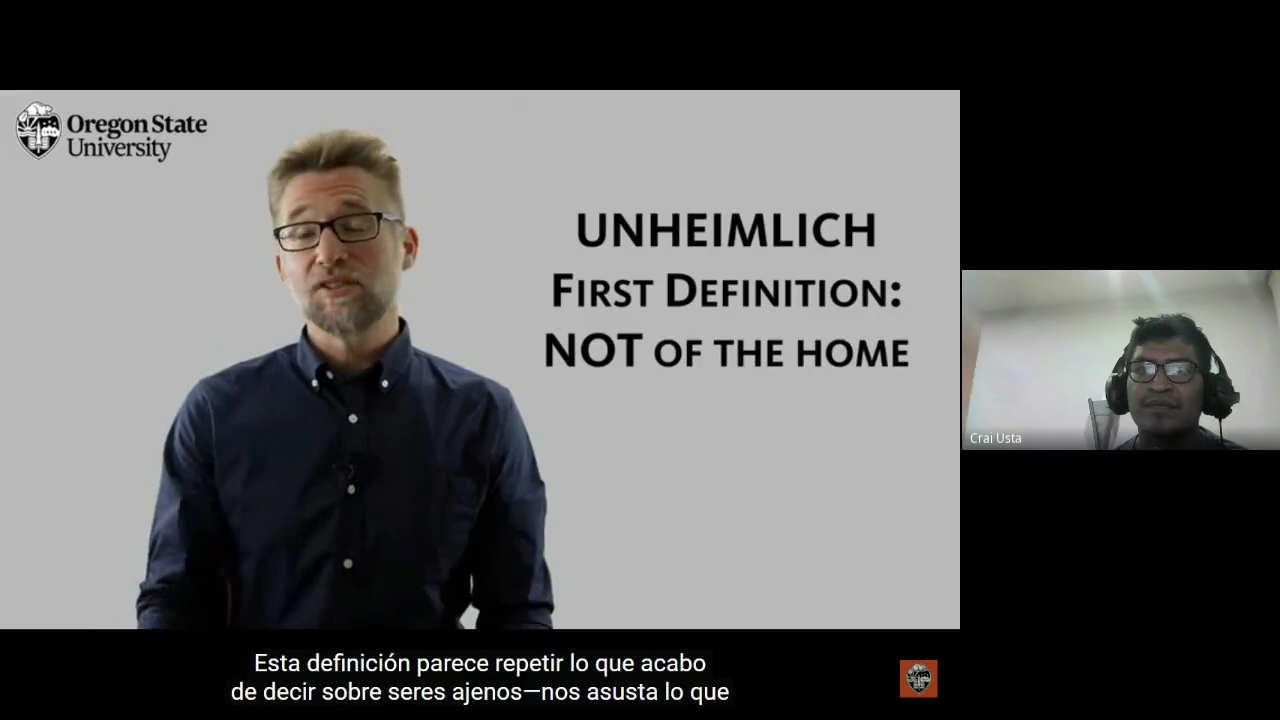 Oregon State
University
UNHEIMLICH
FIRST DEFINITION:
NOT OF THE HOME
Crai Usta
Esta definición parece repetir lo que acabo
de decir sobre seres ajenos—nos asusta lo que